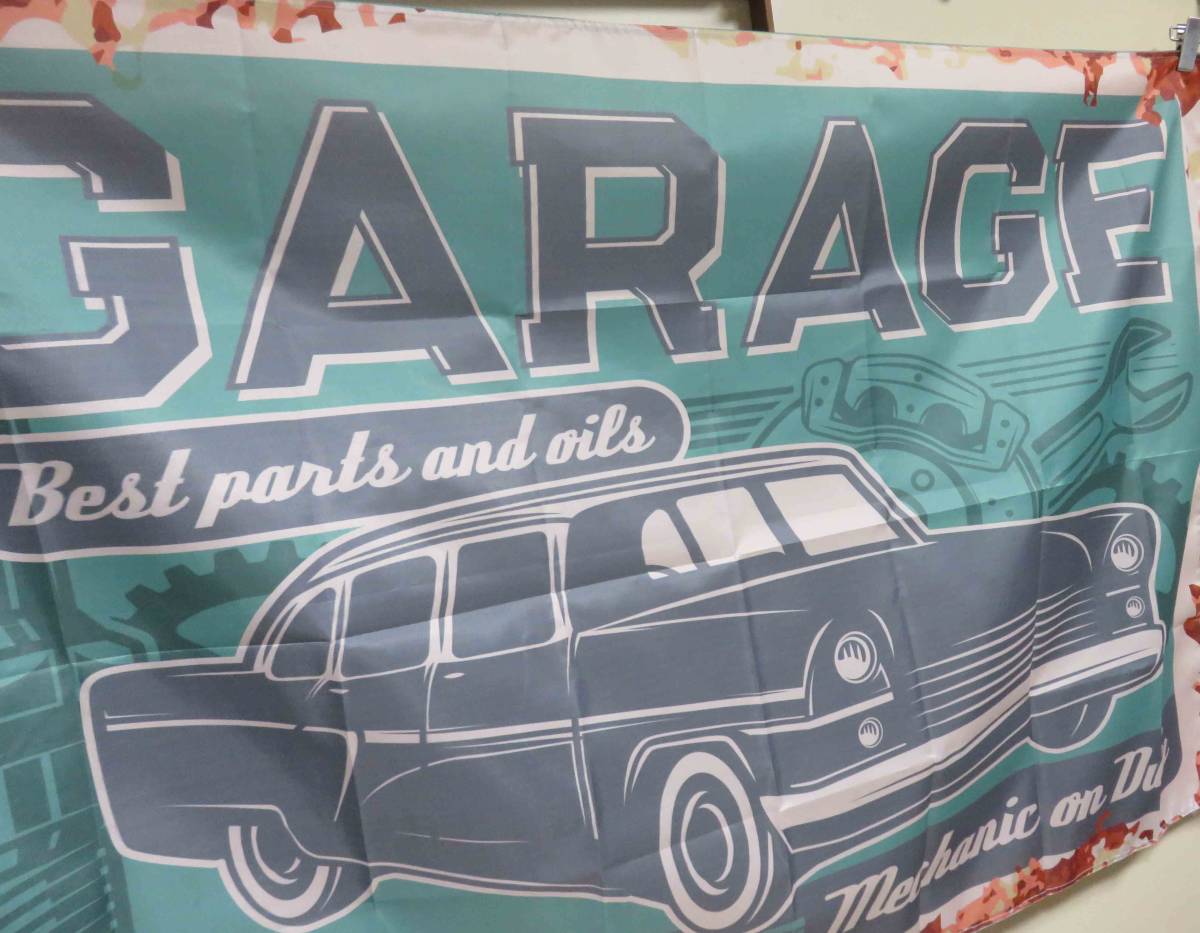 GARAGE
Best parts and oils
Mechanic on